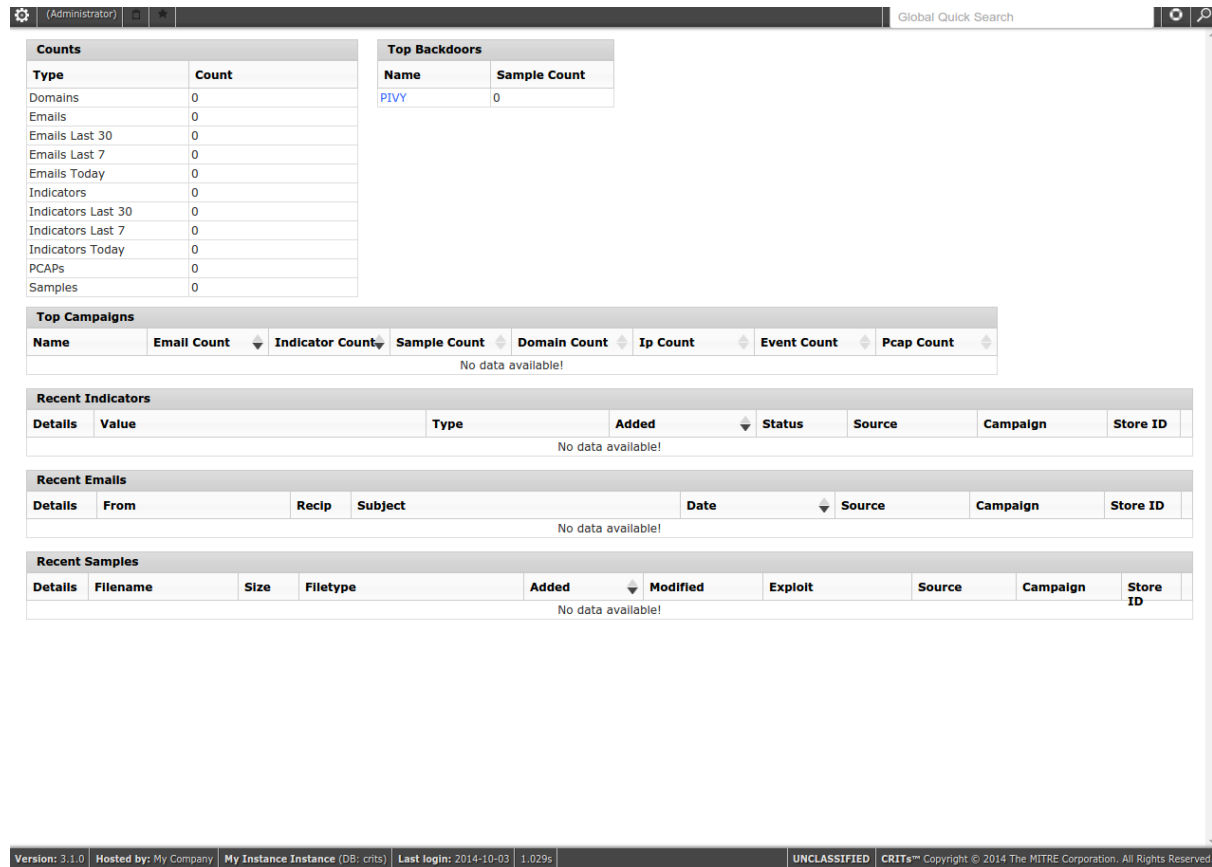 (Administrator) Global Quick Search
Counts
Type Count
Domains 0
Emails 0
Emails Last 30 0
Emails Last 7 0
Emails Today 0
Indicators 0
Indicators Last 30 0
Indicators Last 7 0
Indicators Today 0
PCAPs 0
Samples 0
Top Backdoors
Name Sample Count
PIVY 0
Top Campaigns
Name Email Count Indicator Count Sample Count Domain Count Ip Count Event Count Pcap Count
No data available!
Recent Indicators
Details Value Type Added Status Source Campaign Store ID
No data available!
Recent Emails
Details From Recip Subject Date Source Campaign Store ID
No data available!
Recent Samples
Details Filename Size Filetype Added Modified Exploit Source Campaign Store ID
No data available!
Version: 3.1.0 Hosted by: My Company My Instance Instance (DB: crits) Last login: 2014-10-03 1.029s UNCLASSIFIED CRITs™ Copyright © 2014 The MITRE Corporation. All Rights Reserved